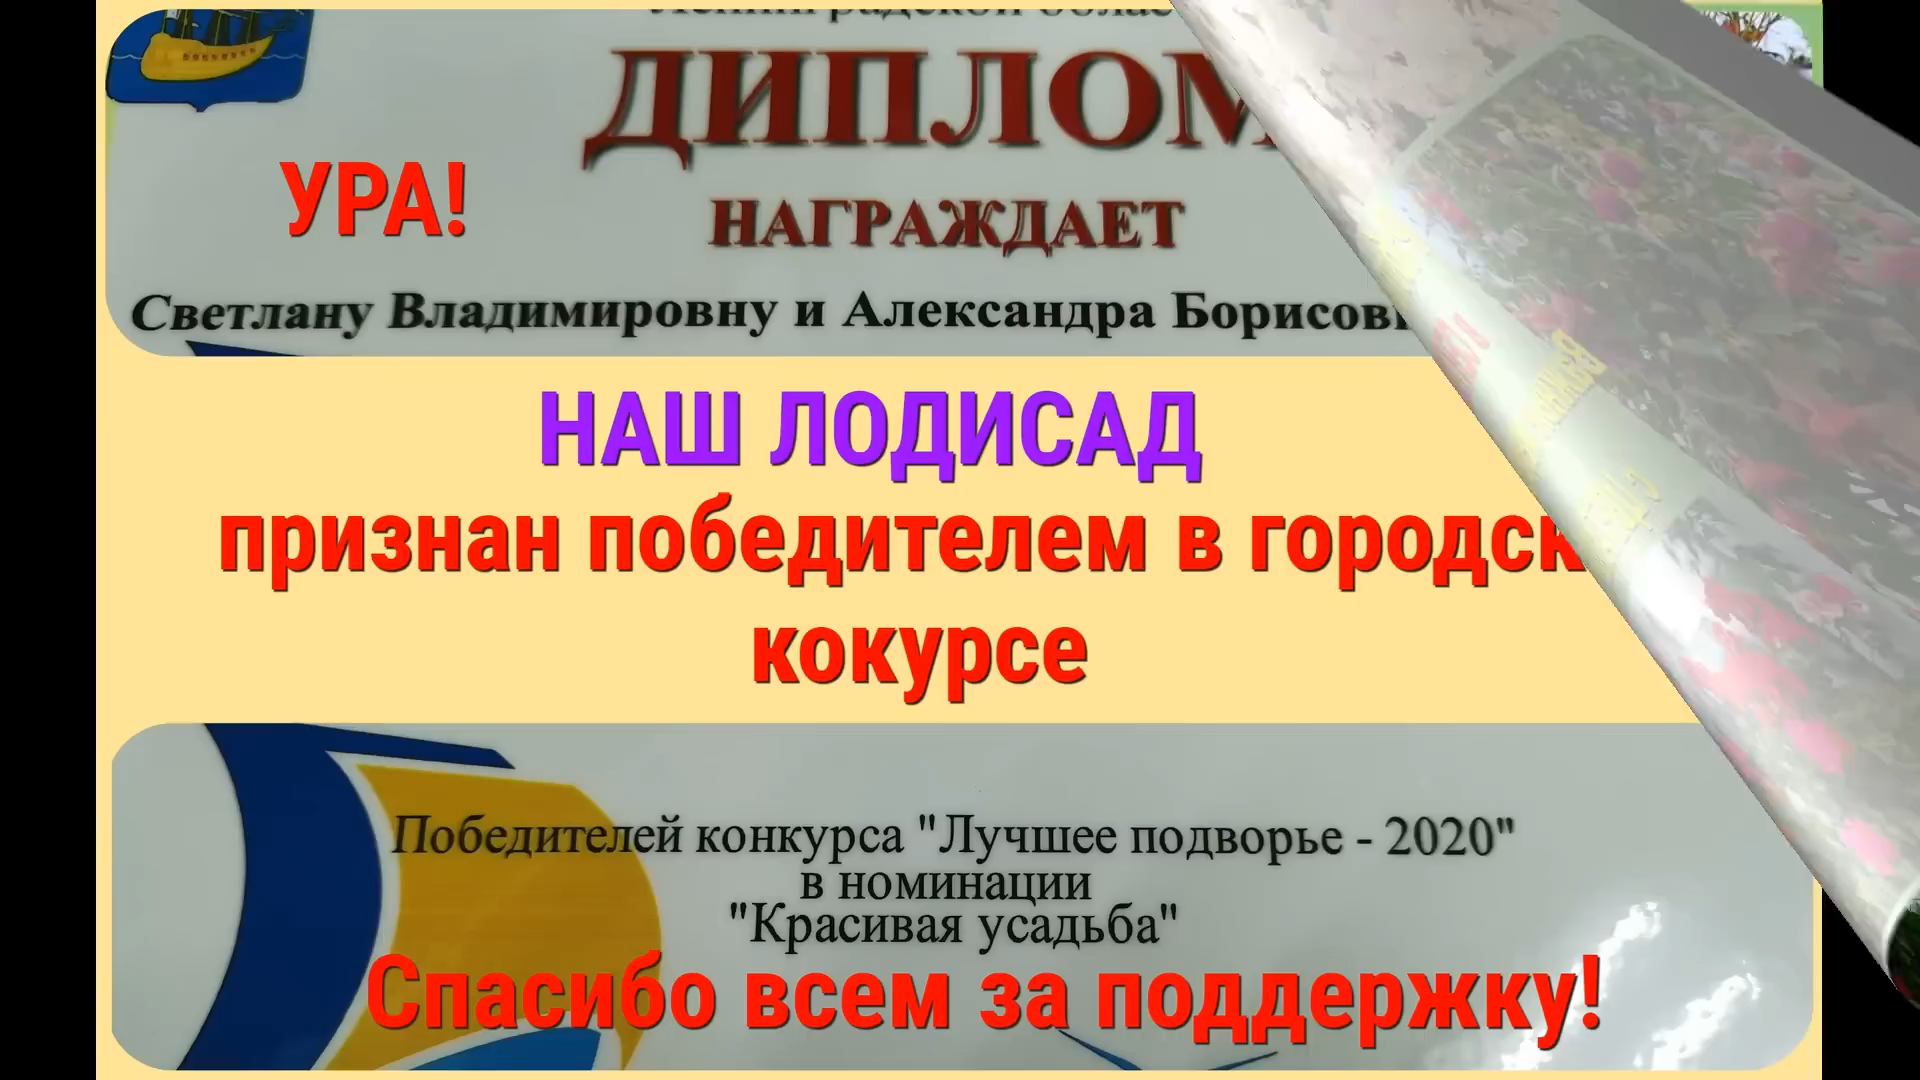 ДИПЛОМ
УРА!
НАГРАЖДАЕТ
Светлану Владимировну и Александра Борисов
НАШ ЛОДИСАД
признан победителем в городск
кокурсе
Победителей конкурса "Лучшее подворье - 2020"
в номинации
"Красивая усадьба"
Спасибо всем за поддержку!